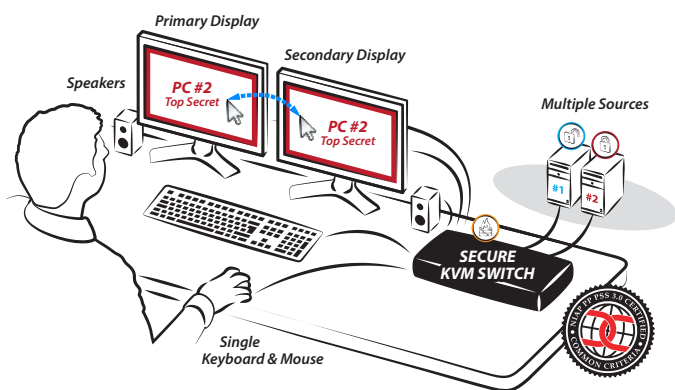 Primary Display
Secondary Display
Speakers
PC #2
Top Secret
PC #2
Top Secret
Multiple Sources
#1
#2
SECURE
KVM SWITCH
NIAP PP PSS 3.0 CERTIFIED
COMMON CRITERIA
Single
Keyboard & Mouse